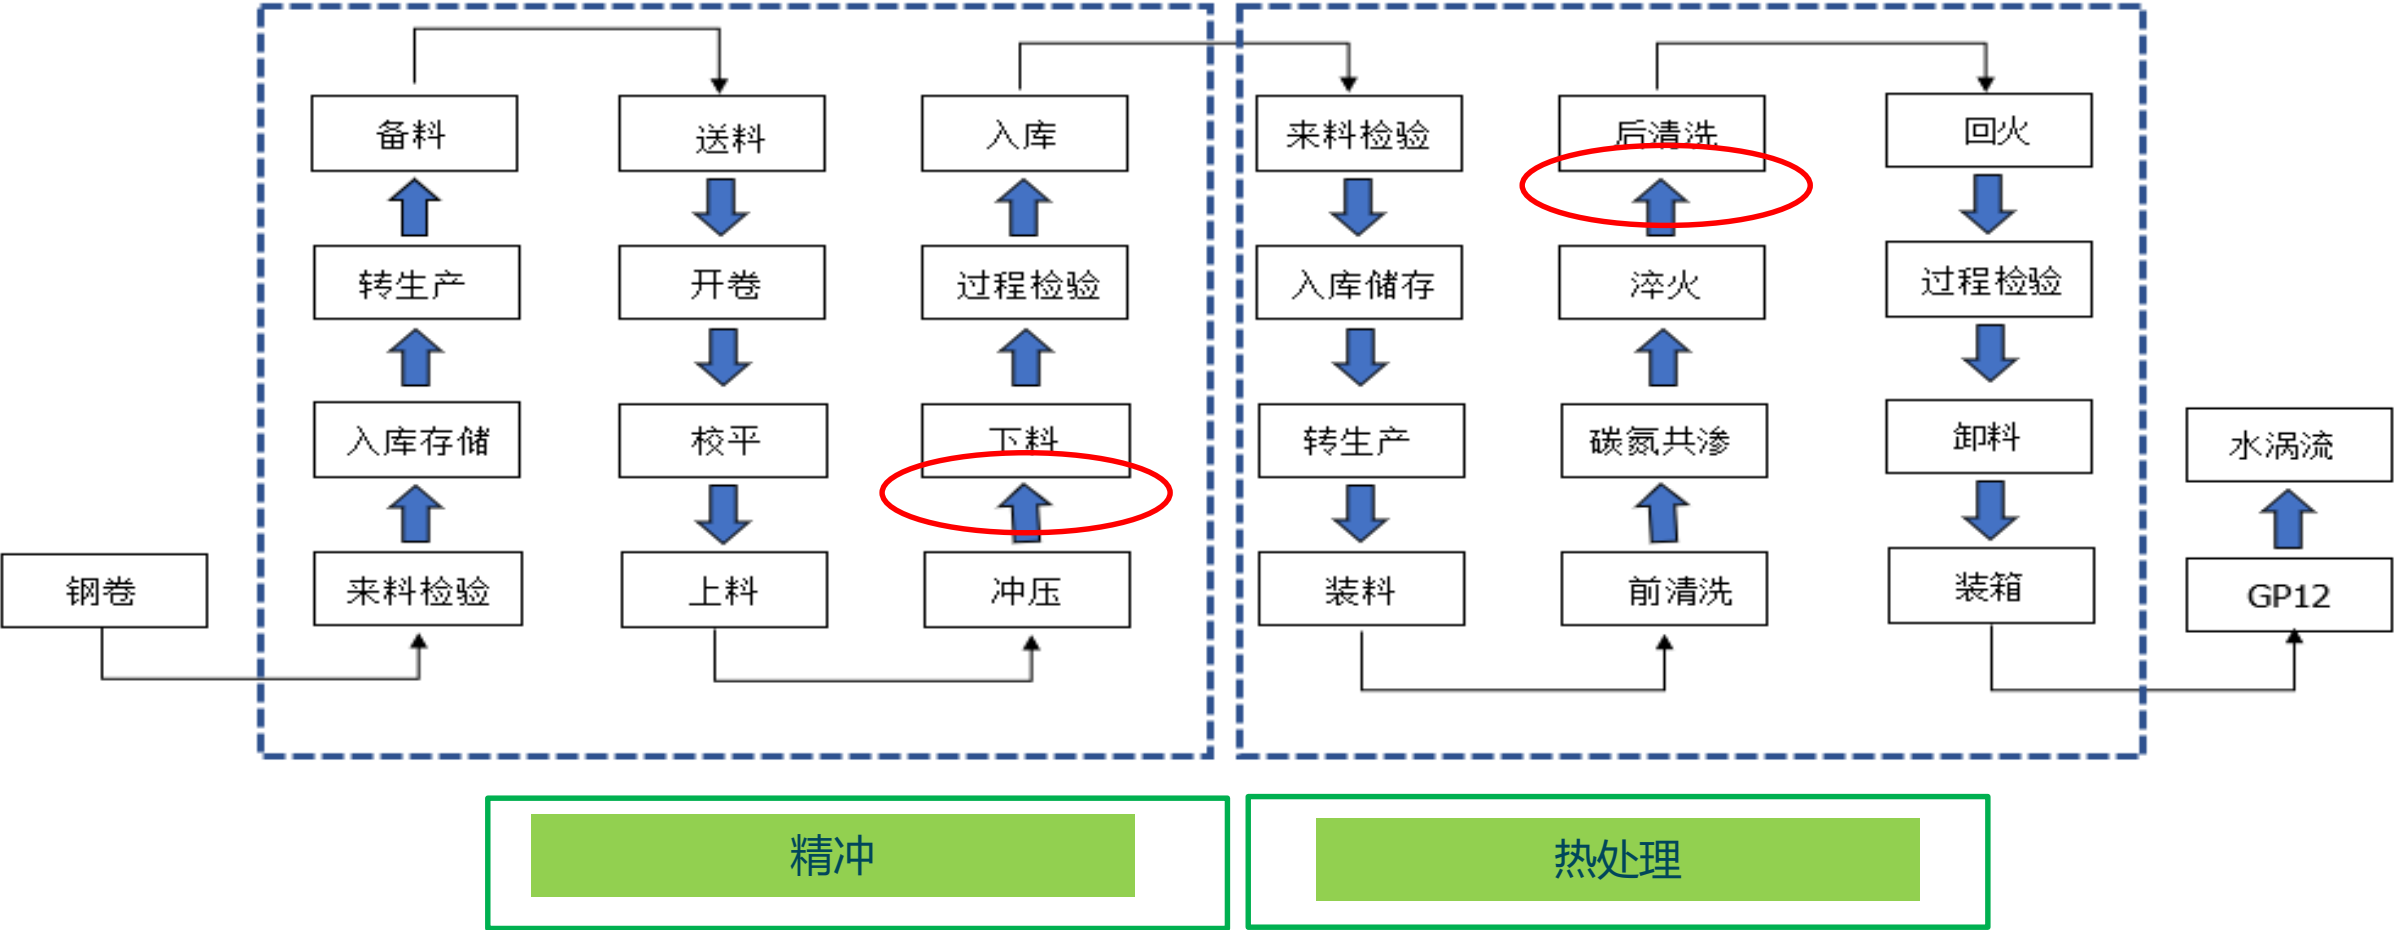 备料
送料
入库
来料检验
后清洗
回火
转生产
开卷
过程检验
入库储存
淬火
过程检验
入库存储
校平
下料
转生产
碳氮共渗
卸料
水涡流
钢卷
来料检验
上料
冲压
装料
前清洗
装箱
GP12
精冲
热处理